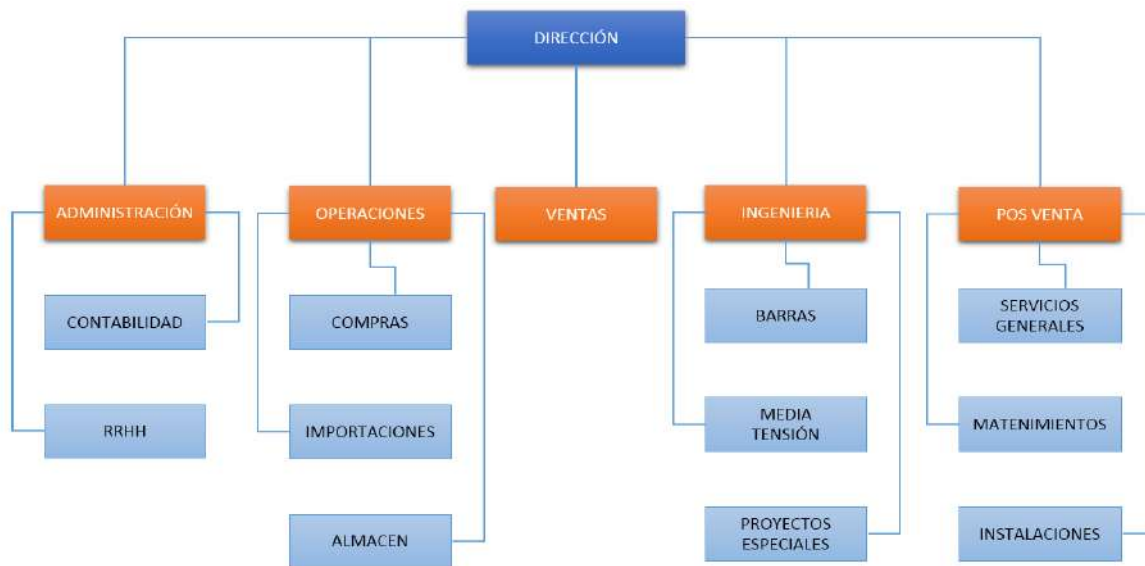 DIRECCIÓN
ADMINISTRACIÓN
OPERACIONES
VENTAS
INGENIERIA
POS VENTA
CONTABILIDAD
COMPRAS
BARRAS
SERVICIOS
GENERALES
RRHH
IMPORTACIONES
MEDIA
TENSIÓN
MATENIMIENTOS
ALMACEN
PROYECTOS
ESPECIALES
INSTALACIONES